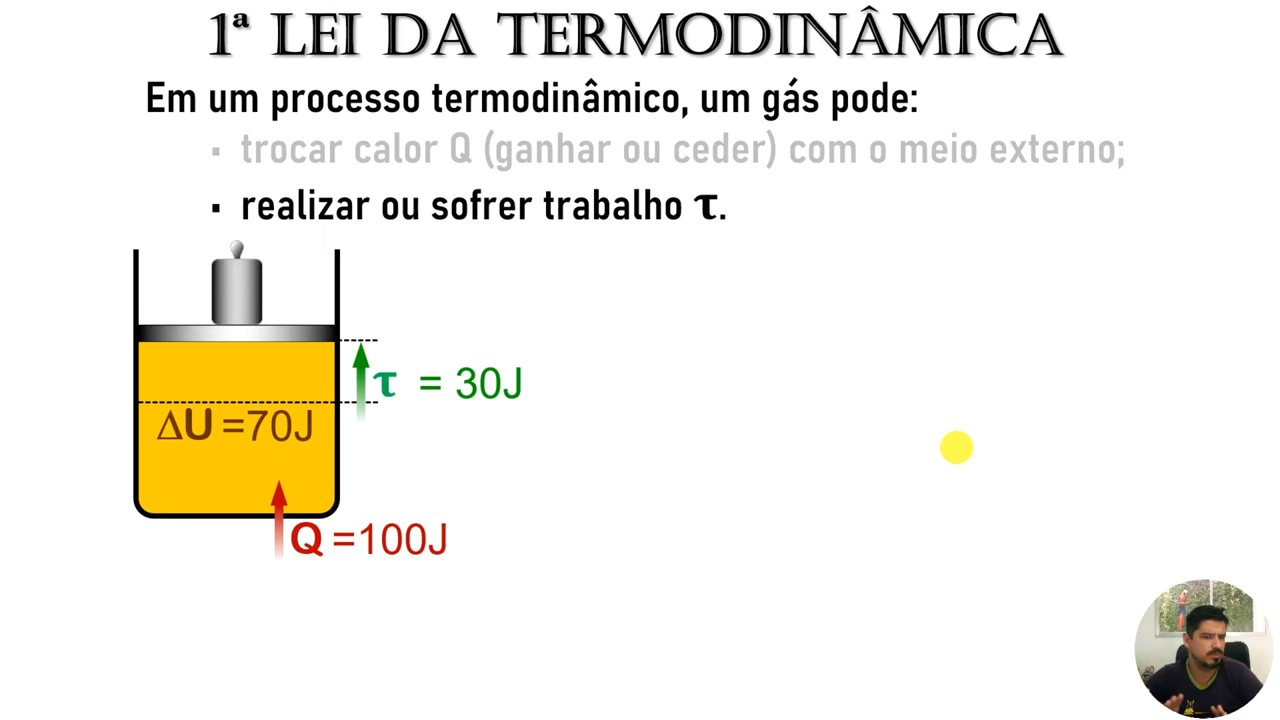 1ª LEI DA TERMODINÂMICA
Em um processo termodinâmico, um gás pode:
▪ trocar calor Q (ganhar ou ceder) com o meio externo;
▪ realizar ou sofrer trabalho τ.
τ = 30J
ΔU =70J
Q =100J